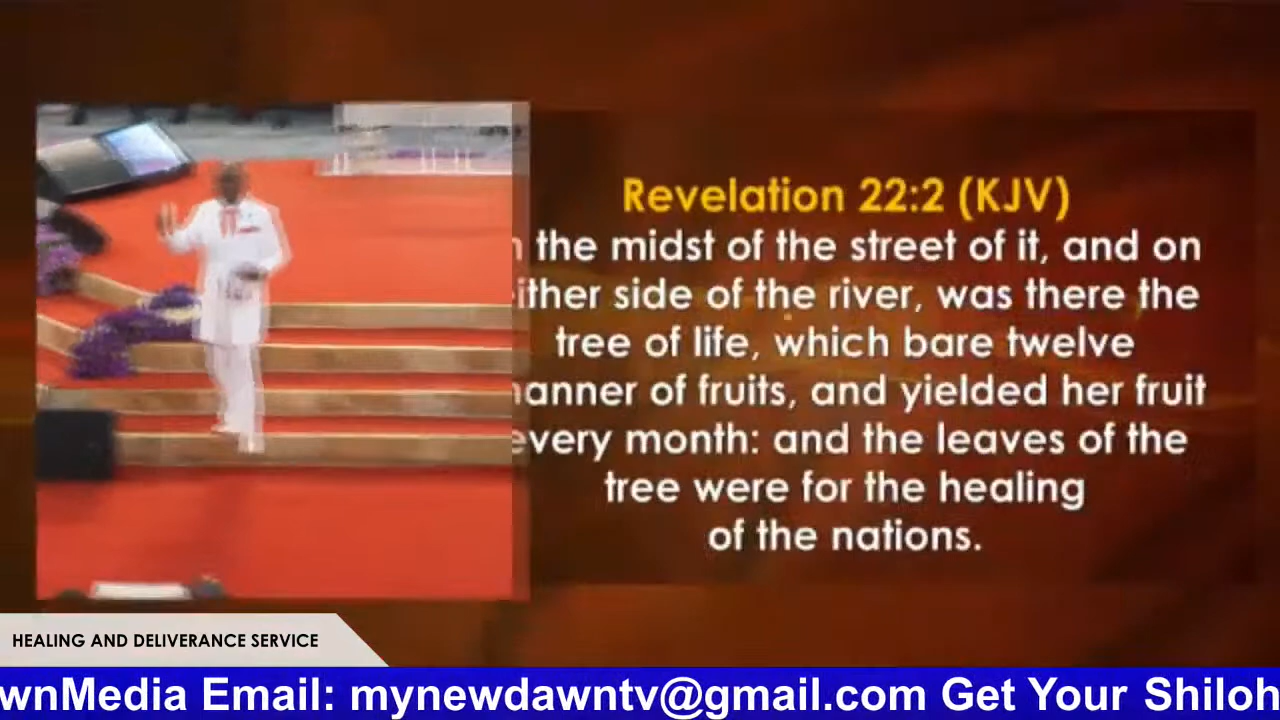 Revelation 22:2 (KJV)
n the midst of the street of it, and on
ither side of the river, was there the
tree of life, which bare twelve
anner of fruits, and yielded her fruit
every month: and the leaves of the
tree were for the healing
of the nations.
HEALING AND DELIVERANCE SERVICE
wnMedia Email: mynewdawntv@gmail.com Get Your Shiloh